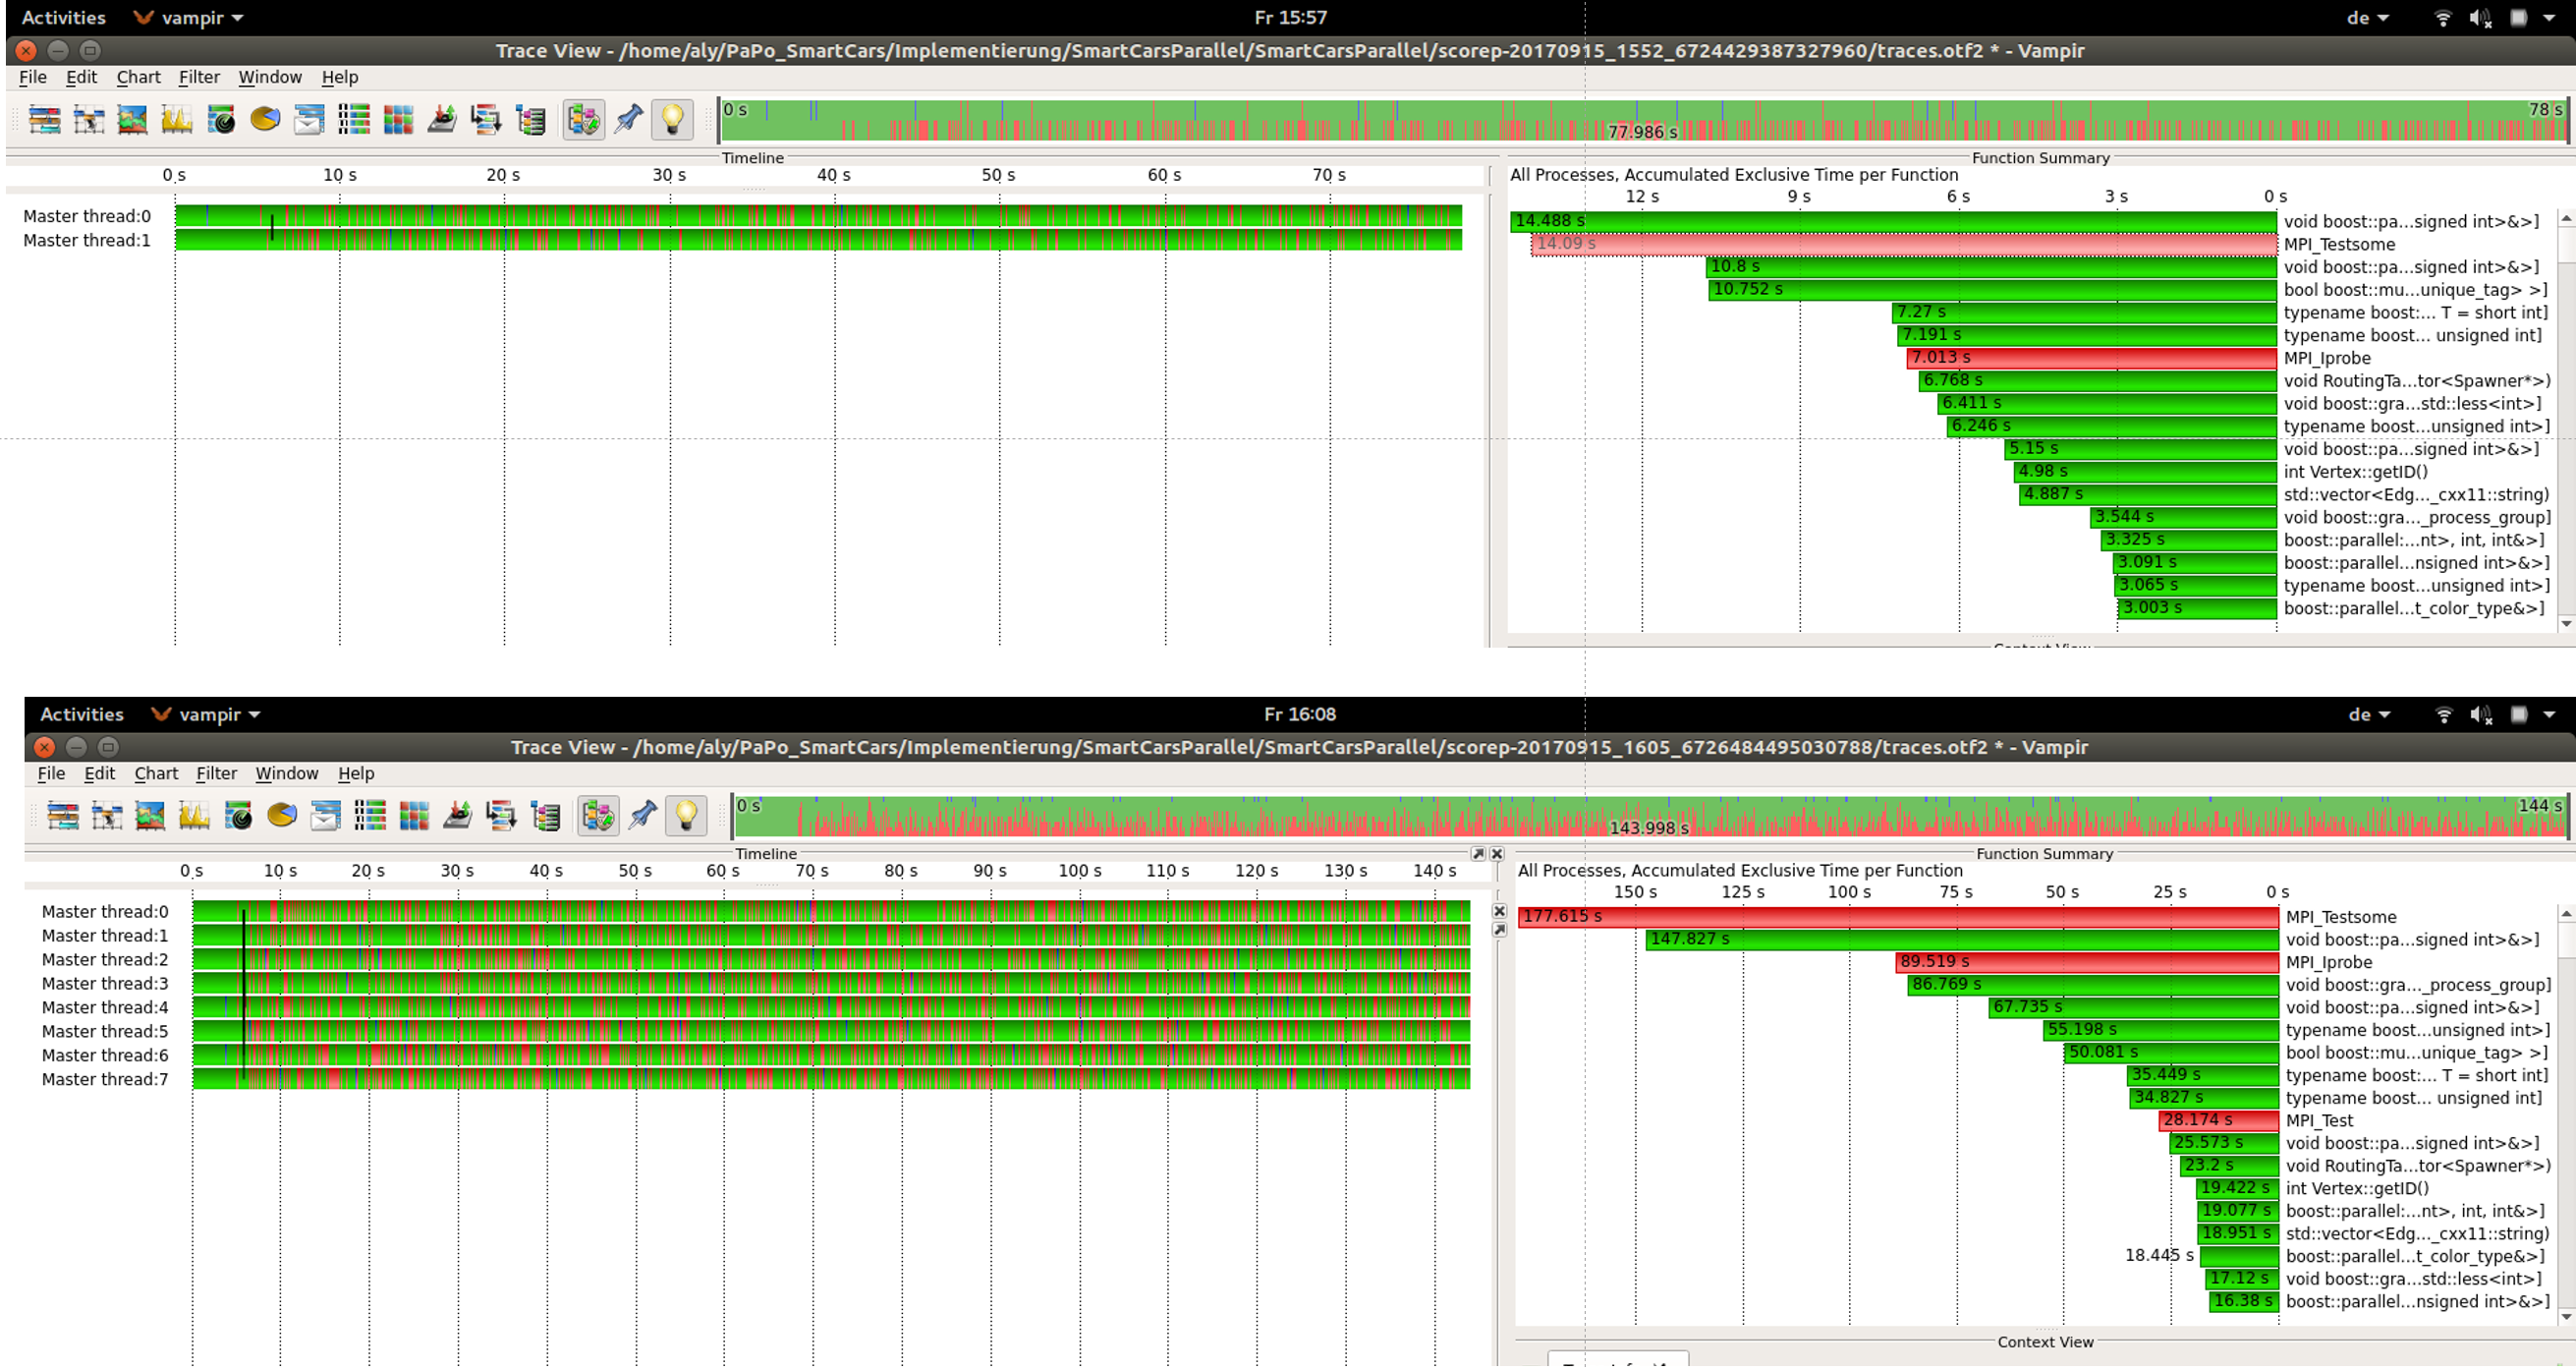 Activities vampir Fr 15:57 de
Trace View - /home/aly/PaPo_SmartCars/Implementierung/SmartCarsParallel/SmartCarsParallel/scorep-20170915_1552_6724429387327960/traces.otf2 * - Vampir
File Edit Chart Filter Window Help
0 s 77.986 s 78 s
Timeline
0 s 10 s 20 s 30 s 40 s 50 s 60 s 70 s
Master thread:0
Master thread:1
Function Summary
All Processes, Accumulated Exclusive Time per Function
12 s 9 s 6 s 3 s 0 s
14.488 s void boost::pa...signed int>&>]
14.09 s MPI_Testsome
10.8 s void boost::pa...signed int>&>]
10.752 s bool boost::mu...unique_tag> >]
7.27 s typename boost:... T = short int]
7.191 s typename boost... unsigned int]
7.013 s MPI_Iprobe
6.768 s void RoutingTa...tor<Spawner*>)
6.411 s void boost::gra...std::less<int>]
6.246 s typename boost...unsigned int>]
5.15 s void boost::pa...signed int>&>]
4.98 s int Vertex::getID()
4.887 s std::vector<Edg..._cxx11::string)
3.544 s void boost::gra..._process_group]
3.325 s boost::parallel:...nt>, int, int&>]
3.091 s boost::parallel...nsigned int>&>]
3.065 s typename boost...unsigned int>]
3.003 s boost::parallel...t_color_type&>]
Activities vampir Fr 16:08 de
Trace View - /home/aly/PaPo_SmartCars/Implementierung/SmartCarsParallel/SmartCarsParallel/scorep-20170915_1605_6726484495030788/traces.otf2 * - Vampir
File Edit Chart Filter Window Help
0 s 143.998 s 144 s
Timeline
0 s 10 s 20 s 30 s 40 s 50 s 60 s 70 s 80 s 90 s 100 s 110 s 120 s 130 s 140 s
Master thread:0
Master thread:1
Master thread:2
Master thread:3
Master thread:4
Master thread:5
Master thread:6
Master thread:7
Function Summary
All Processes, Accumulated Exclusive Time per Function
150 s 125 s 100 s 75 s 50 s 25 s 0 s
177.615 s MPI_Testsome
147.827 s void boost::pa...signed int>&>]
89.519 s MPI_Iprobe
86.769 s void boost::gra..._process_group]
67.735 s void boost::pa...signed int>&>]
55.198 s typename boost...unsigned int>]
50.081 s bool boost::mu...unique_tag> >]
35.449 s typename boost:... T = short int]
34.827 s typename boost... unsigned int]
28.174 s MPI_Test
25.573 s void boost::pa...signed int>&>]
23.2 s void RoutingTa...tor<Spawner*>)
19.422 s int Vertex::getID()
19.077 s boost::parallel:...nt>, int, int&>]
18.951 s std::vector<Edg..._cxx11::string)
18.445 s boost::parallel...t_color_type&>]
17.12 s void boost::gra...std::less<int>]
16.38 s boost::parallel...nsigned int>&>]
Context View